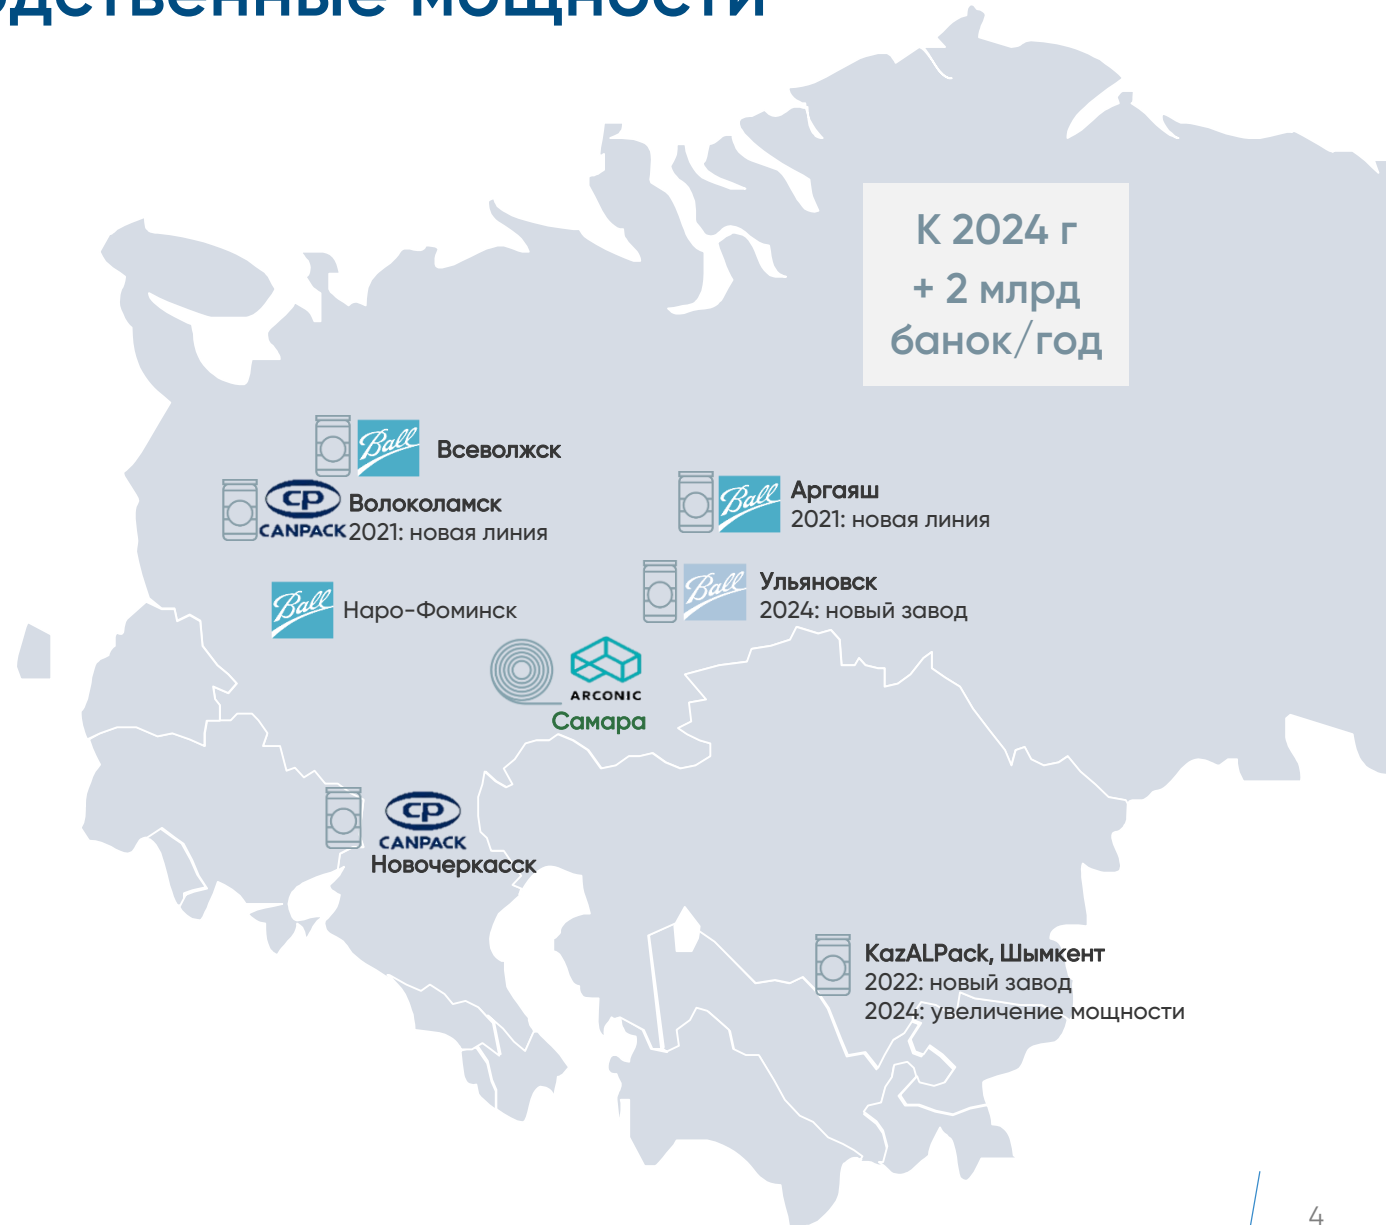 мощности
К 2024 г
+ 2 млрд
банок/год
Ball
Всеволжск
CP
CANPACK
Волоколамск
2021: новая линия
Ball
Аргаяш
2021: новая линия
Ball
Ульяновск
2024: новый завод
Ball
Наро-Фоминск
ARCONIC
Самара
CP
CANPACK
Новочеркасск
KazALPack, Шымкент
2022: новый завод
2024: увеличение мощности
4